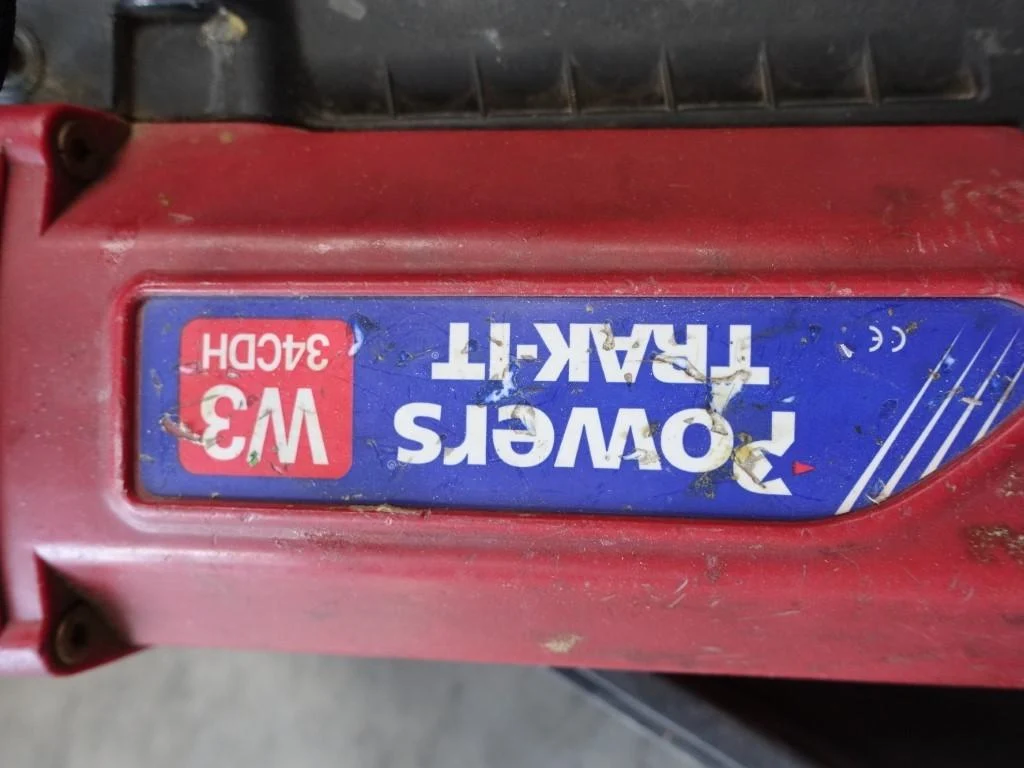 Powers®
TRAK-IT®
W3
34CDH
CE